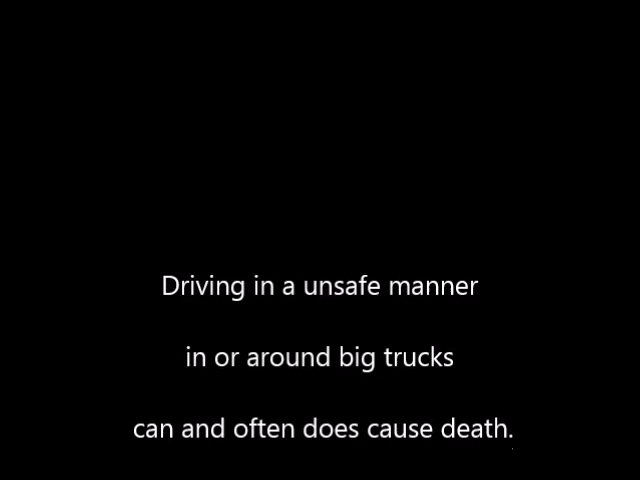 Driving in a unsafe manner
in or around big trucks
can and often does cause death.